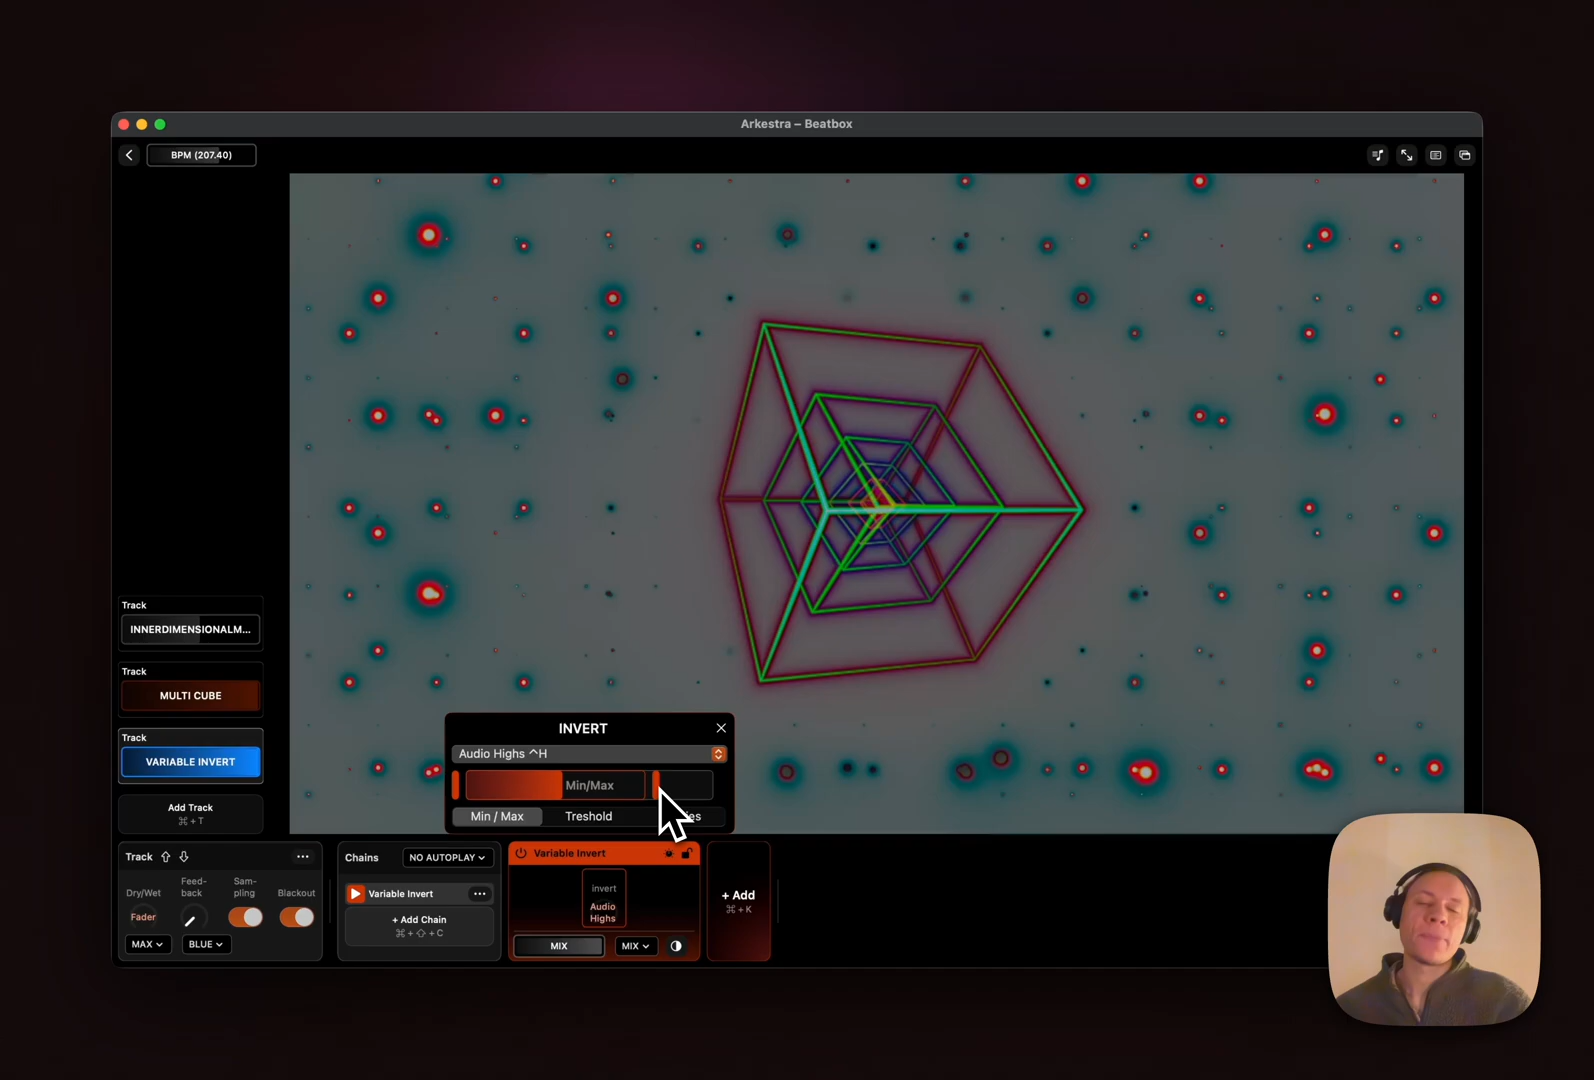 Arkestra – Beatbox
BPM (207.40)
Track
INNERDIMENSIONALM...
Track
MULTI CUBE
Track
VARIABLE INVERT
Add Track
⌘ + T
INVERT
Audio Highs ^H
Min/Max
Min / Max
Treshold
es
Track
Dry/Wet
Feed-
back
Sam-
pling
Blackout
Fader
MAX
BLUE
Chains
NO AUTOPLAY
Variable Invert
+ Add Chain
⌘ + ⇧ + C
Variable Invert
invert
Audio
Highs
MIX
MIX
+ Add
⌘ + K